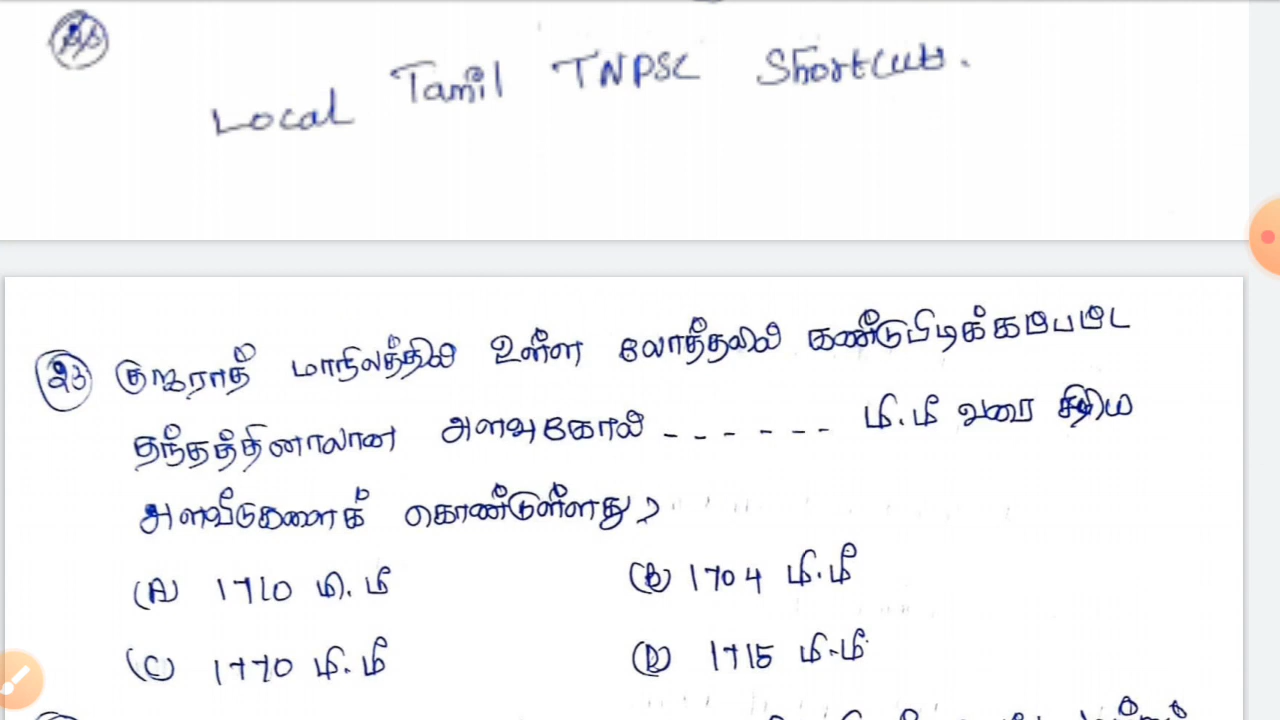 Local Tamil TNPSC Shortcuts.
23 குஜராத் மாநிலத்தில் உள்ள லோத்தலில் கண்டுபிடிக்கப்பட்ட
தந்தத்தினாலான அளவுகோல் ------ மி.மீ வரை சிறிய
அளவீடுகளைக் கொண்டுள்ளது?
(A) 1710 மி.மீ
(B) 1704 மி.மீ
(C) 1770 மி.மீ
(D) 1715 மி.மீ